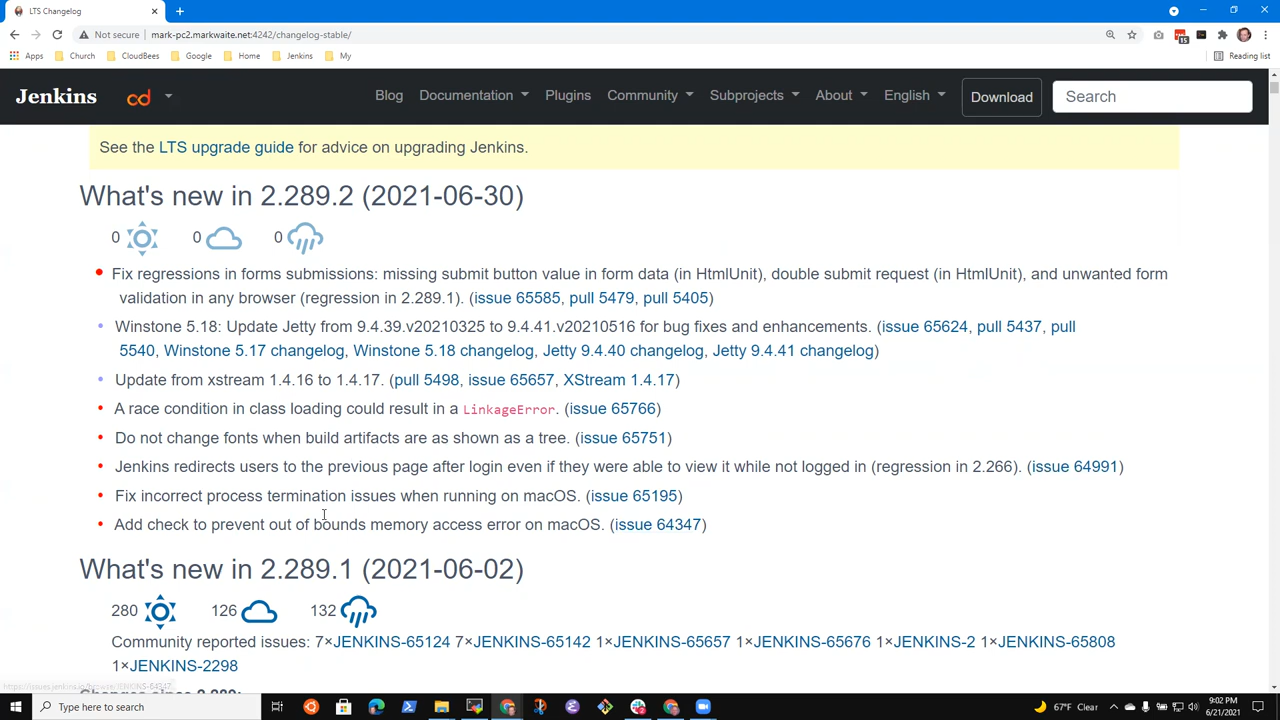 LTS Changelog
Not secure | mark-pc2.markwaite.net:4242/changelog-stable/
15
Apps Church CloudBees Google Home Jenkins My Reading list
Jenkins cd Blog Documentation Plugins Community Subprojects About English Download Search
See the LTS upgrade guide for advice on upgrading Jenkins.
What's new in 2.289.2 (2021-06-30)
0 0 0
Fix regressions in forms submissions: missing submit button value in form data (in HtmlUnit), double submit request (in HtmlUnit), and unwanted form
validation in any browser (regression in 2.289.1). (issue 65585, pull 5479, pull 5405)
Winstone 5.18: Update Jetty from 9.4.39.v20210325 to 9.4.41.v20210516 for bug fixes and enhancements. (issue 65624, pull 5437, pull
5540, Winstone 5.17 changelog, Winstone 5.18 changelog, Jetty 9.4.40 changelog, Jetty 9.4.41 changelog)
Update from xstream 1.4.16 to 1.4.17. (pull 5498, issue 65657, XStream 1.4.17)
A race condition in class loading could result in a LinkageError. (issue 65766)
Do not change fonts when build artifacts are as shown as a tree. (issue 65751)
Jenkins redirects users to the previous page after login even if they were able to view it while not logged in (regression in 2.266). (issue 64991)
Fix incorrect process termination issues when running on macOS. (issue 65195)
Add check to prevent out of bounds memory access error on macOS. (issue 64347)
What's new in 2.289.1 (2021-06-02)
280 126 132
Community reported issues: 7×JENKINS-65124 7×JENKINS-65142 1×JENKINS-65657 1×JENKINS-65676 1×JENKINS-2 1×JENKINS-65808
1×JENKINS-2298
Changes since 2.289:
https://issues.jenkins.io/browse/JENKINS-64347
Type here to search
67°F Clear
9:02 PM
6/21/2021